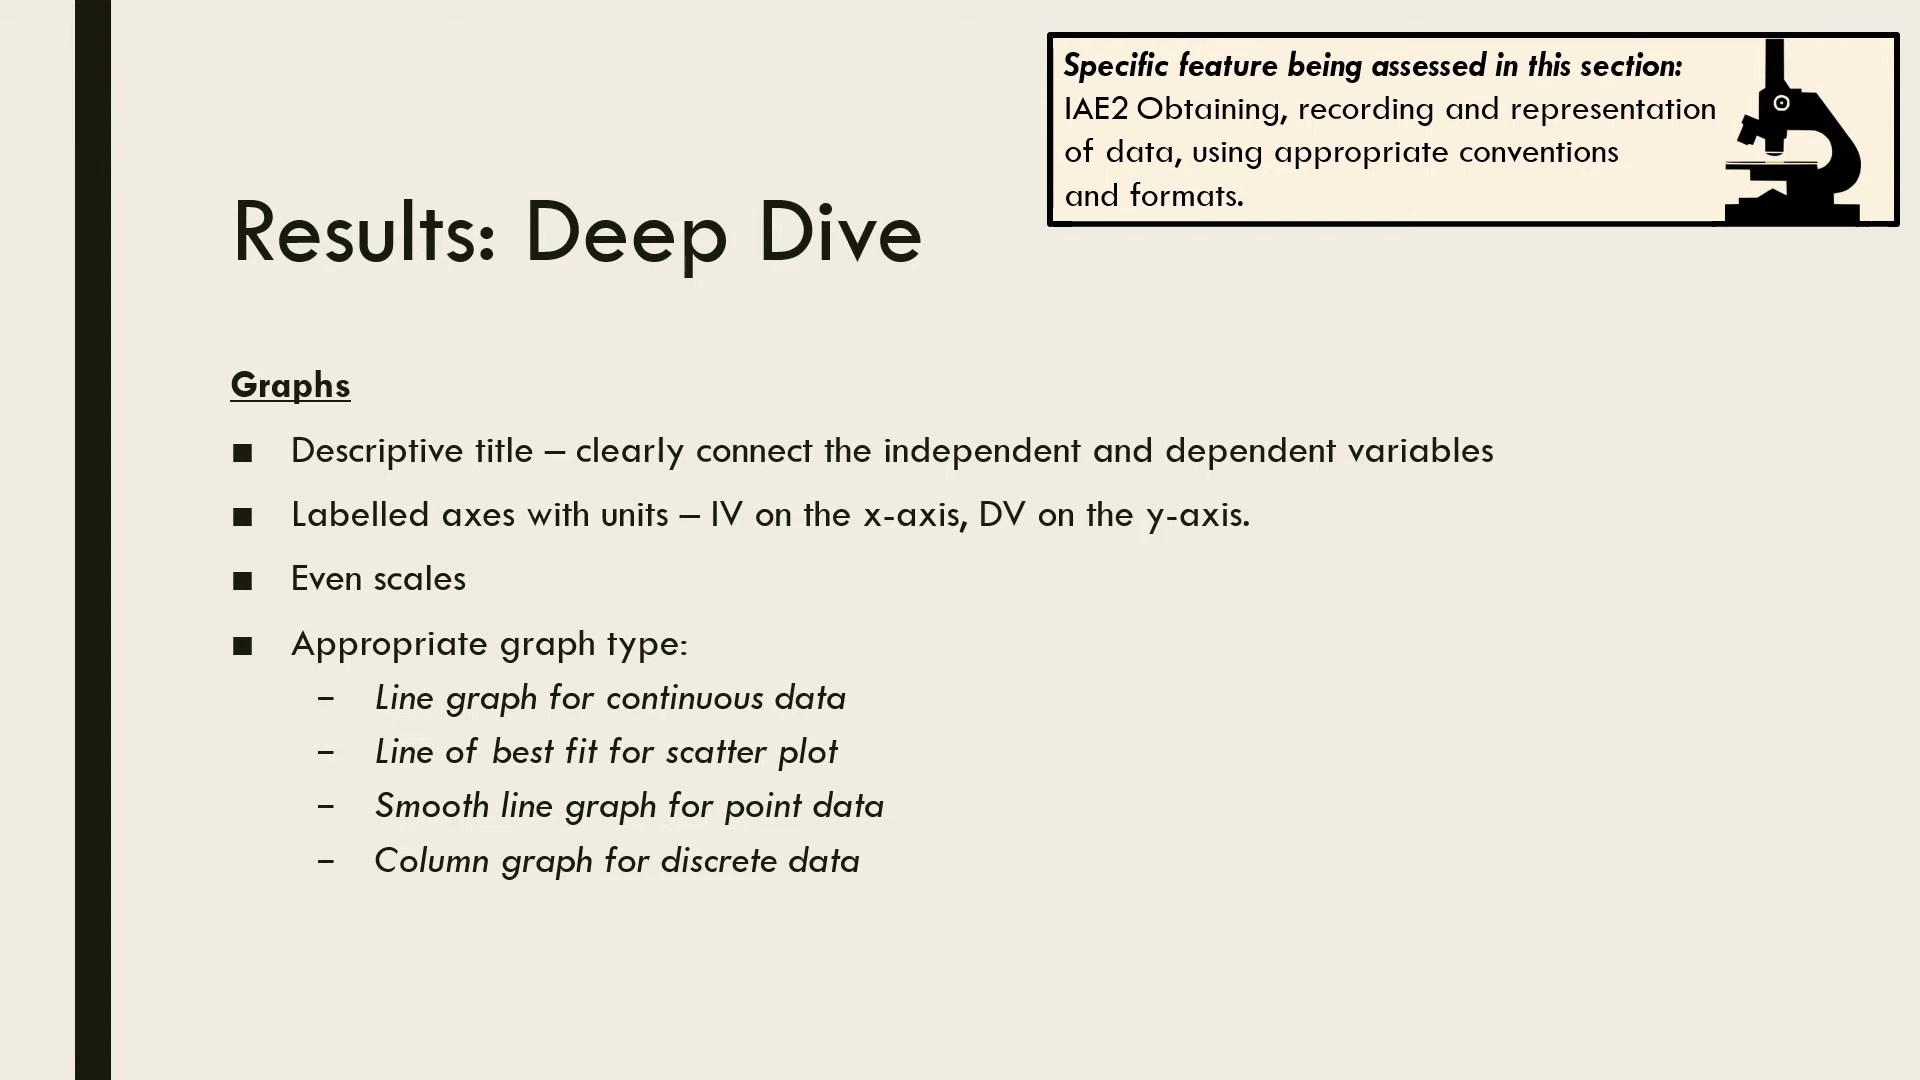 Specific feature being assessed in this section:
IAE2 Obtaining, recording and representation
of data, using appropriate conventions
and formats.
Results: Deep Dive
Graphs
■ Descriptive title – clearly connect the independent and dependent variables
■ Labelled axes with units – IV on the x-axis, DV on the y-axis.
■ Even scales
■ Appropriate graph type:
– Line graph for continuous data
– Line of best fit for scatter plot
– Smooth line graph for point data
– Column graph for discrete data